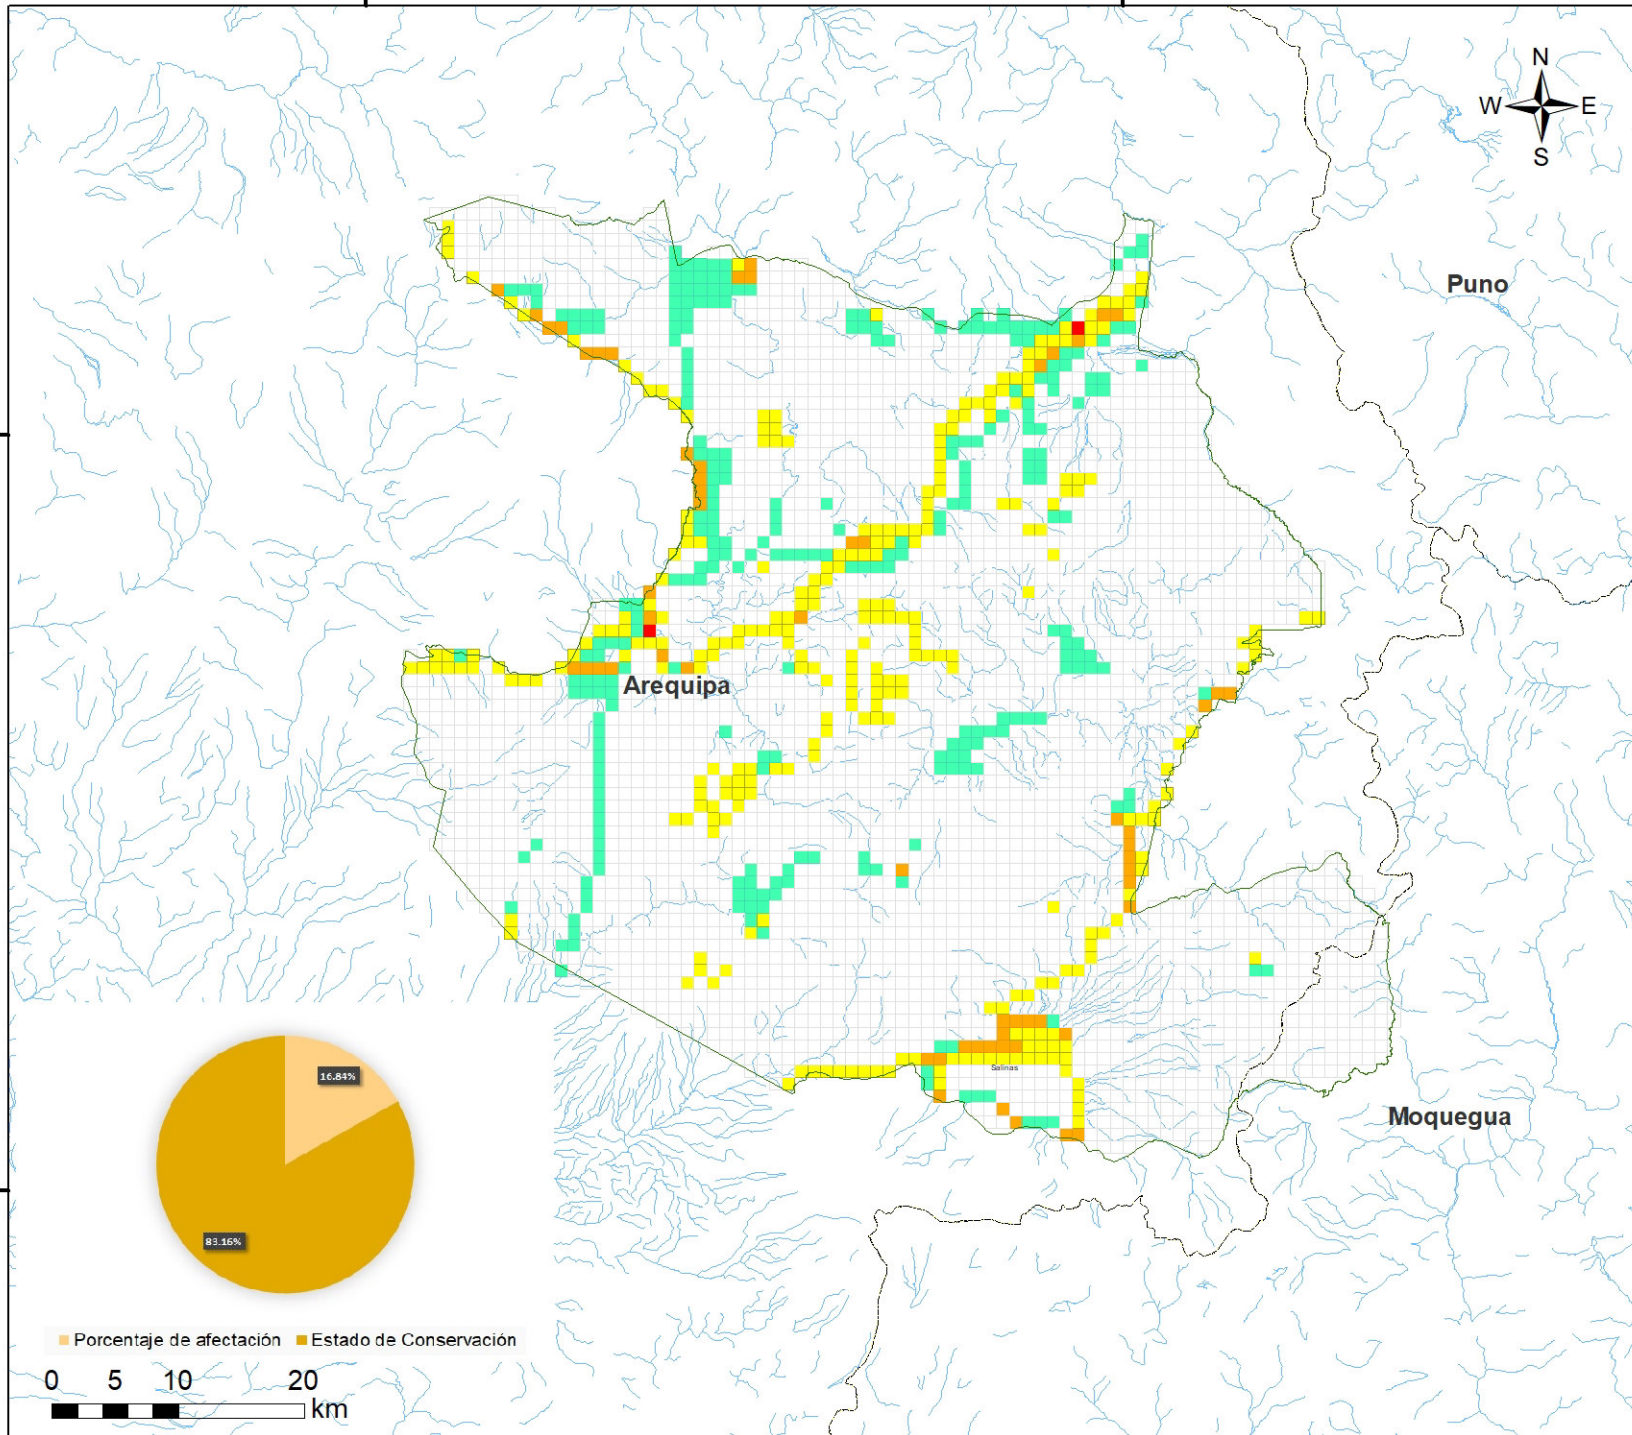 N
W E
S
Puno
Arequipa
Salinas
Moquegua
16.84%
83.16%
Porcentaje de afectación Estado de Conservación
0 5 10 20
km